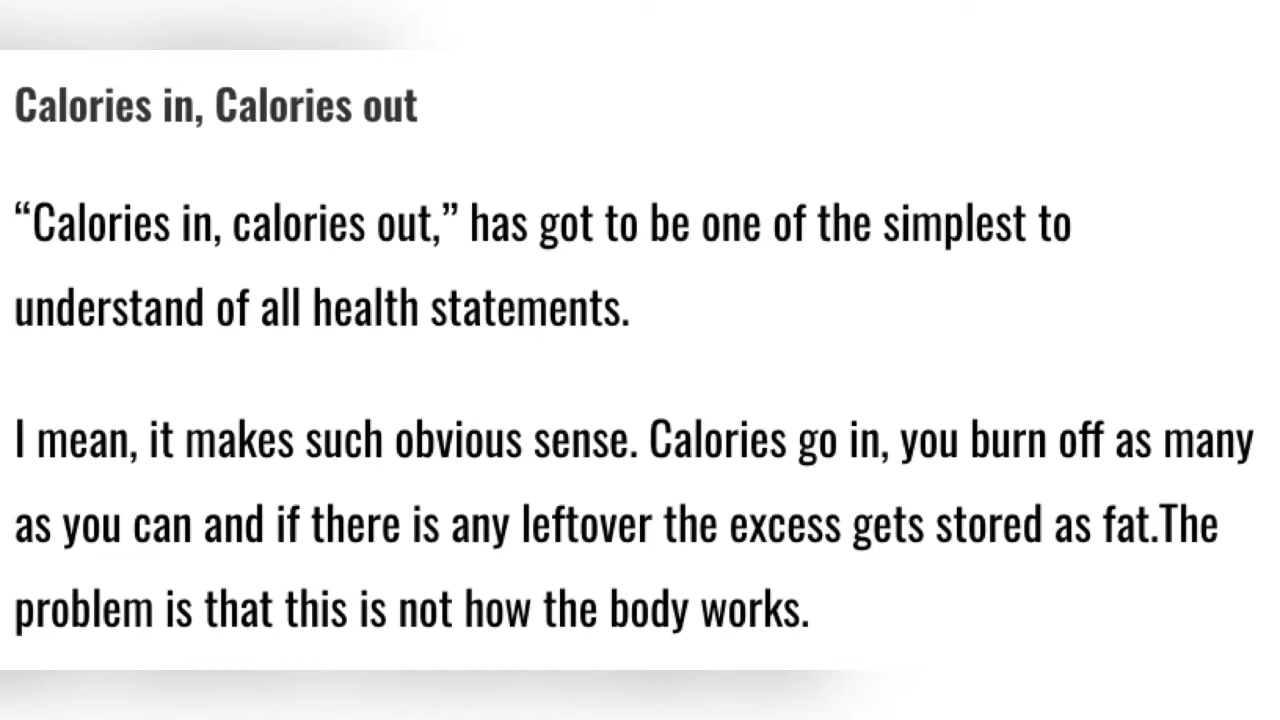 Calories in, Calories out
“Calories in, calories out,” has got to be one of the simplest to
understand of all health statements.
I mean, it makes such obvious sense. Calories go in, you burn off as many
as you can and if there is any leftover the excess gets stored as fat.The
problem is that this is not how the body works.